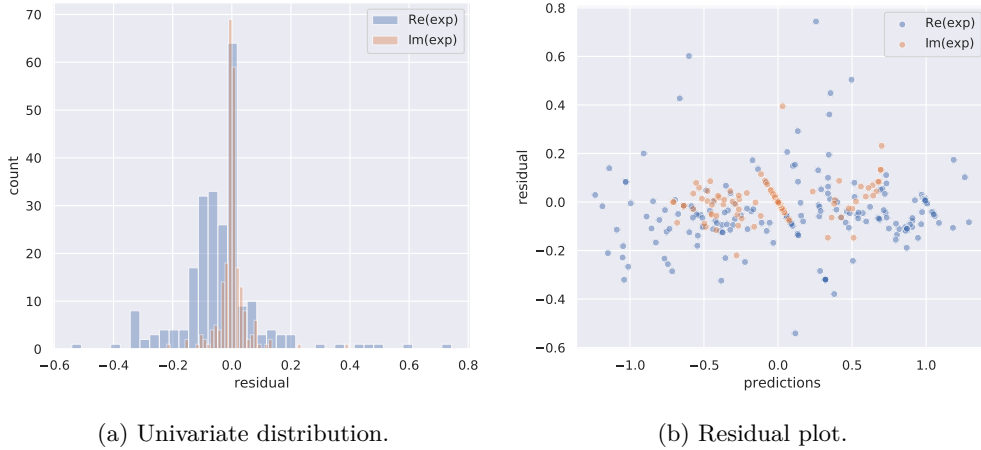 70
60
50
40
30
20
10
0
count
−0.6 −0.4 −0.2 0.0 0.2 0.4 0.6 0.8
residual
Re(exp)
Im(exp)
(a) Univariate distribution.
0.8
0.6
0.4
0.2
0.0
−0.2
−0.4
−0.6
residual
−1.0 −0.5 0.0 0.5 1.0
predictions
Re(exp)
Im(exp)
(b) Residual plot.